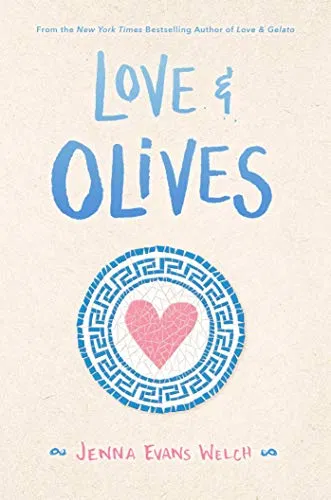 From the New York Times Bestselling Author of Love & Gelato
LOVE &
OLIVES
JENNA EVANS WELCH